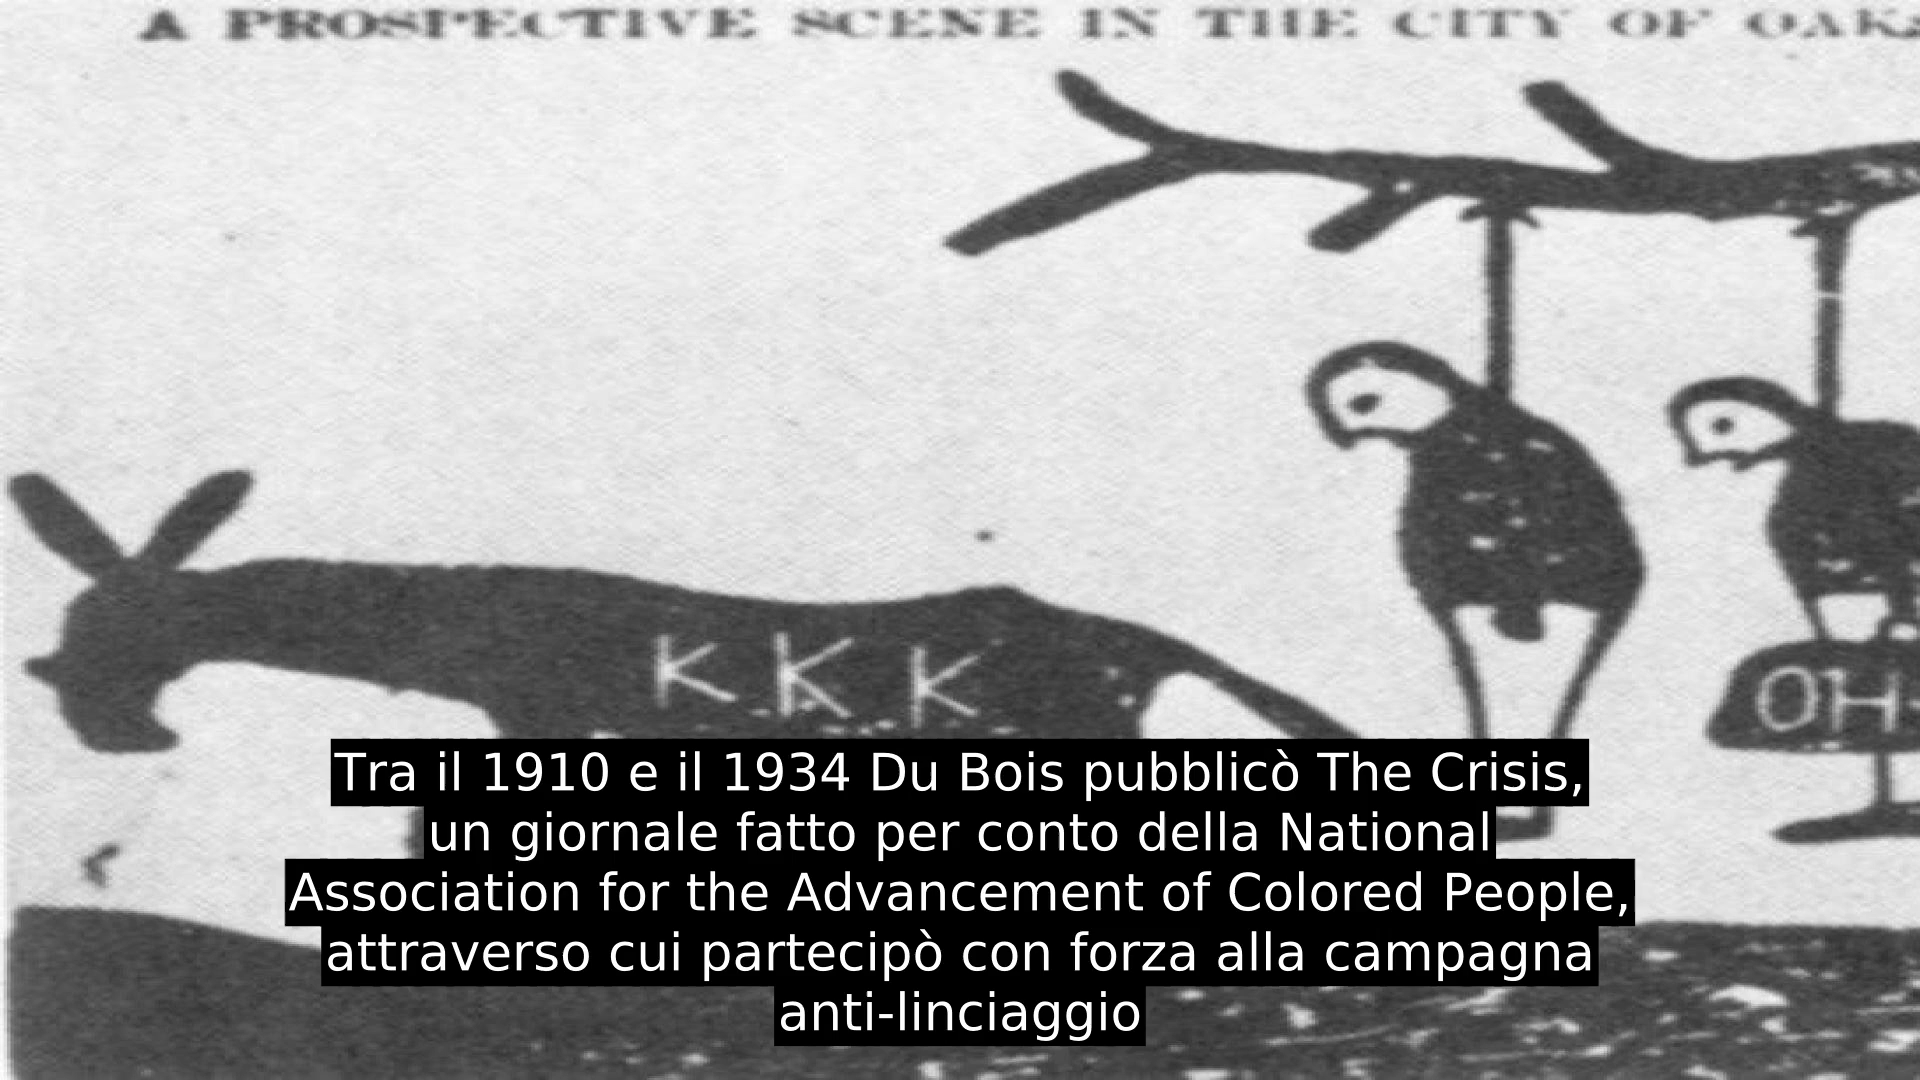 A PROSPECTIVE SCENE IN THE CITY OF
KKK
OH
Tra il 1910 e il 1934 Du Bois pubblicò The Crisis,
un giornale fatto per conto della National
Association for the Advancement of Colored People,
attraverso cui partecipò con forza alla campagna
anti-linciaggio